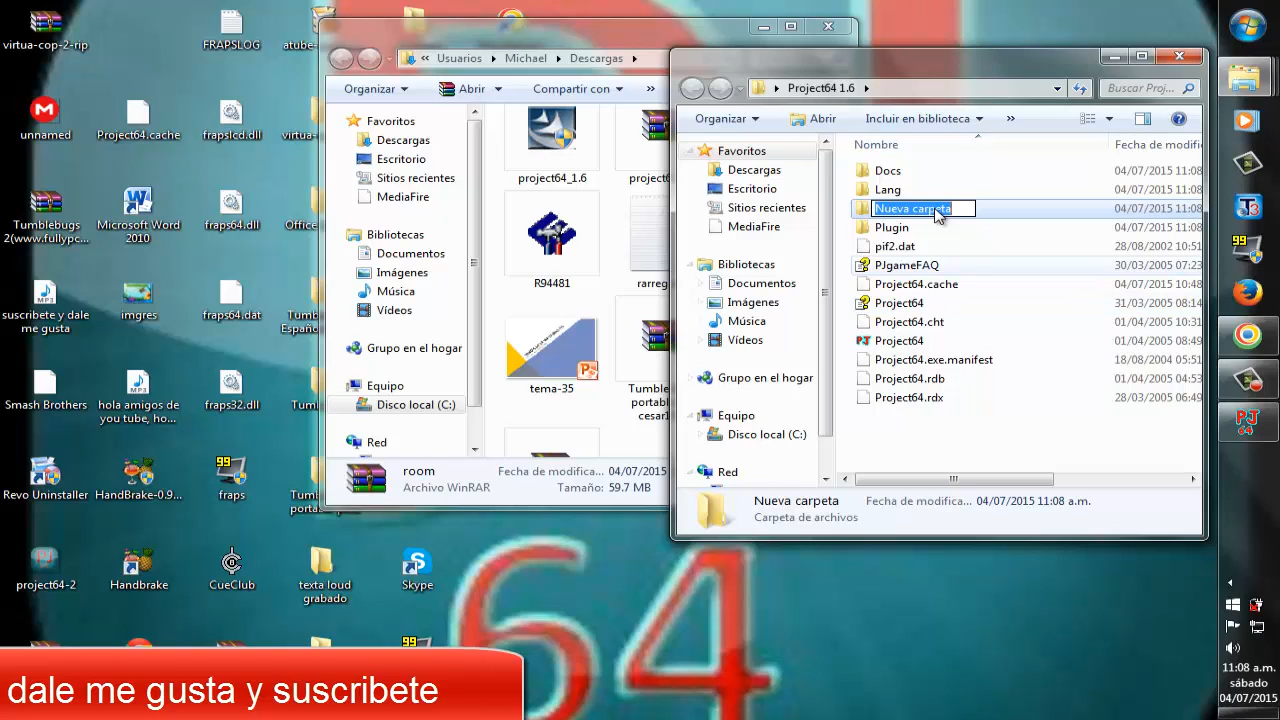 virtua-cop-2-rip
FRAPSLOG
atube-
unnamed
Project64.cache
frapslcd.dll
virtua-
Tumblebugs
2(www.fullypc...
Microsoft Word
2010
fraps64.dll
Office
MP3
suscribete y dale
me gusta
imgres
fraps64.dat
Tumb
Español
Smash Brothers
MP3
hola amigos de
you tube, ho...
fraps32.dll
Tumb
Revo Uninstaller
HandBrake-0.9...
99
fraps
Tumb
porta
project64-2
Handbrake
CueClub
texta loud
grabado
Skype
99
64
Usuarios
Michael
Descargas
Organizar
Abrir
Compartir con
»
Favoritos
Descargas
Escritorio
Sitios recientes
MediaFire
Bibliotecas
Documentos
Imágenes
Música
Vídeos
Grupo en el hogar
Equipo
Disco local (C:)
Red
project64_1.6
project6
R94481
rarreg
tema-35
Tumble
portabl
cesar1
room
Archivo WinRAR
Fecha de modifica... 04/07/2015
Tamaño: 59.7 MB
Project64 1.6
Buscar Proj...
Organizar
Abrir
Incluir en biblioteca
»
Favoritos
Descargas
Escritorio
Sitios recientes
MediaFire
Bibliotecas
Documentos
Imágenes
Música
Vídeos
Grupo en el hogar
Equipo
Disco local (C:)
Red
Nombre Fecha de modifi
Docs 04/07/2015 11:08
Lang 04/07/2015 11:08
Nueva carpeta 04/07/2015 11:08
Plugin 04/07/2015 11:08
pif2.dat 28/08/2002 10:51
PJgameFAQ 30/03/2005 07:23
Project64.cache 04/07/2015 10:48
Project64 31/03/2005 08:14
Project64.cht 01/04/2005 10:31
Project64 01/04/2005 08:49
Project64.exe.manifest 18/08/2004 05:51
Project64.rdb 01/04/2005 04:53
Project64.rdx 28/03/2005 06:49
Nueva carpeta Fecha de modifica... 04/07/2015 11:08 a.m.
Carpeta de archivos
99
PJ
64
11:08 a.m.
sábado
04/07/2015
dale me gusta y suscribete